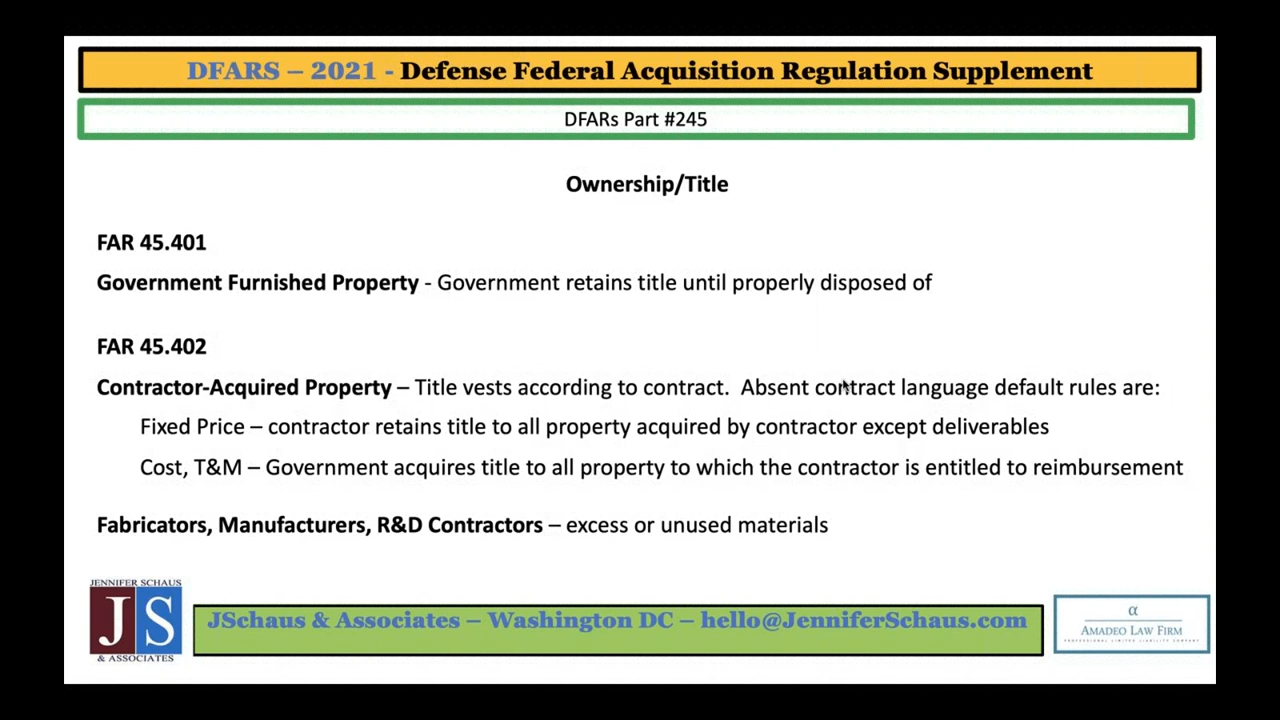 DFARS – 2021 - Defense Federal Acquisition Regulation Supplement
DFARs Part #245
Ownership/Title
FAR 45.401
Government Furnished Property - Government retains title until properly disposed of
FAR 45.402
Contractor-Acquired Property – Title vests according to contract.  Absent contract language default rules are:
Fixed Price – contractor retains title to all property acquired by contractor except deliverables
Cost, T&M – Government acquires title to all property to which the contractor is entitled to reimbursement
Fabricators, Manufacturers, R&D Contractors – excess or unused materials
JENNIFER SCHAUS
JS
& ASSOCIATES
JSchaus & Associates – Washington DC – hello@JenniferSchaus.com
α
AMADEO LAW FIRM
PROFESSIONAL LIMITED LIABILITY COMPANY